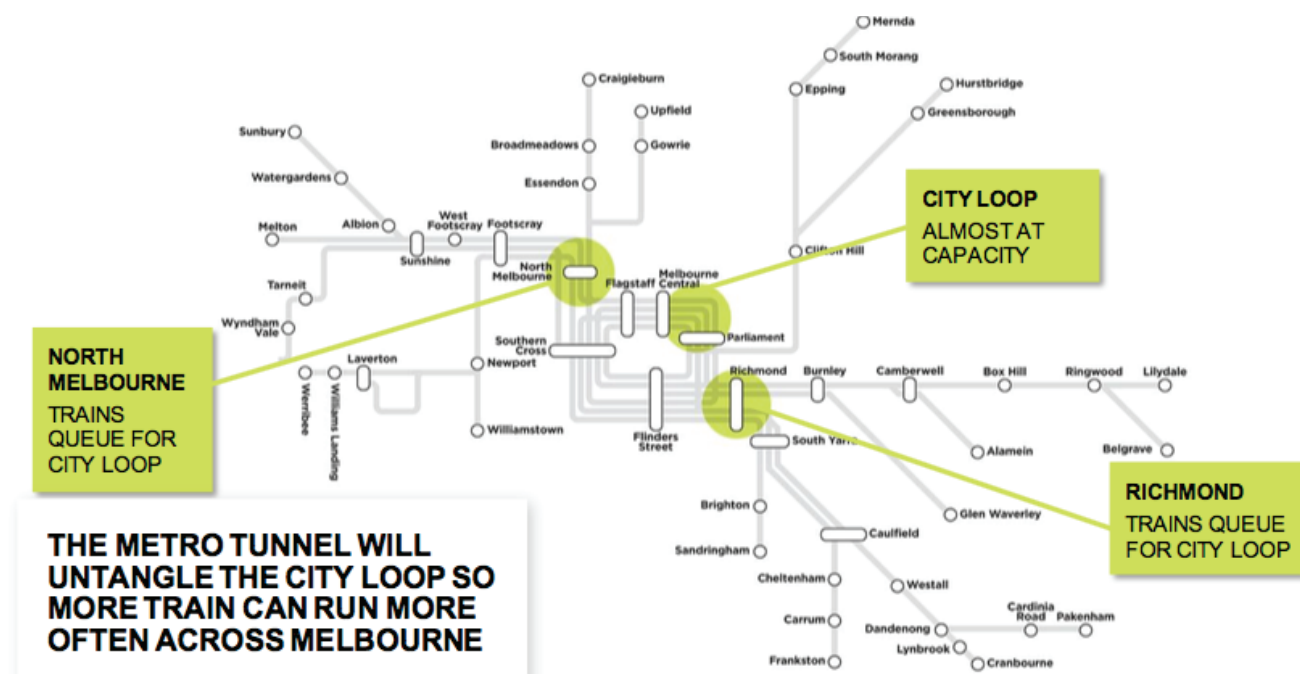 Mernda
South Morang
Craigieburn
Epping
Hurstbridge
Upfield
Greensborough
Sunbury
Broadmeadows
Gowrie
Watergardens
Essendon
CITY LOOP
ALMOST AT
CAPACITY
Melton
Albion
West
Footscray
Footscray
Clifton Hill
Sunshine
North
Melbourne
Flagstaff
Melbourne
Central
Tarneit
Wyndham
Vale
Southern
Cross
Parliament
NORTH
MELBOURNE
TRAINS
QUEUE FOR
CITY LOOP
Laverton
Newport
Richmond
Burnley
Camberwell
Box Hill
Ringwood
Lilydale
Werribee
Williams Landing
Williamstown
Flinders
Street
South Yarra
Alamein
Belgrave
RICHMOND
TRAINS QUEUE
FOR CITY LOOP
Brighton
Glen Waverley
Sandringham
Caulfield
THE METRO TUNNEL WILL
UNTANGLE THE CITY LOOP SO
MORE TRAIN CAN RUN MORE
OFTEN ACROSS MELBOURNE
Cheltenham
Westall
Carrum
Dandenong
Cardinia
Road
Pakenham
Lynbrook
Frankston
Cranbourne